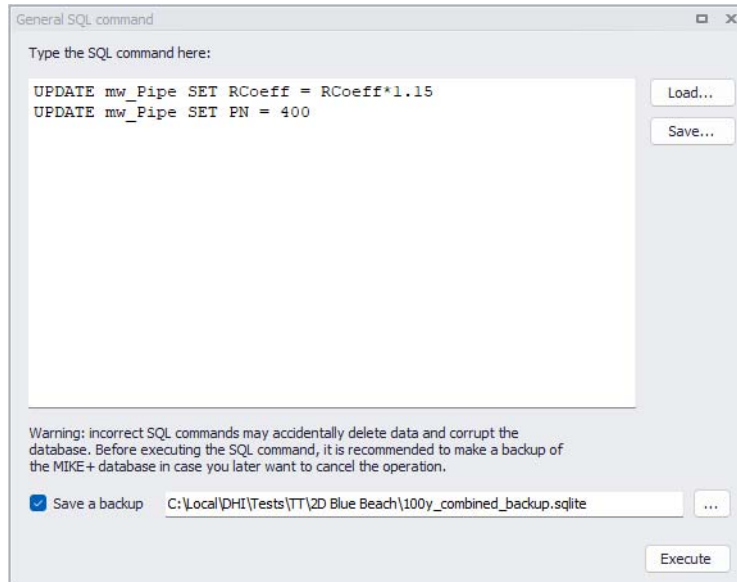 General SQL command
Type the SQL command here:
UPDATE mw_Pipe SET RCoeff = RCoeff*1.15
UPDATE mw_Pipe SET PN = 400
Load...
Save...
Warning: incorrect SQL commands may accidentally delete data and corrupt the
database. Before executing the SQL command, it is recommended to make a backup of
the MIKE+ database in case you later want to cancel the operation.
Save a backup C:\Local\DHI\Tests\TT\2D Blue Beach\100y_combined_backup.sqlite ...
Execute